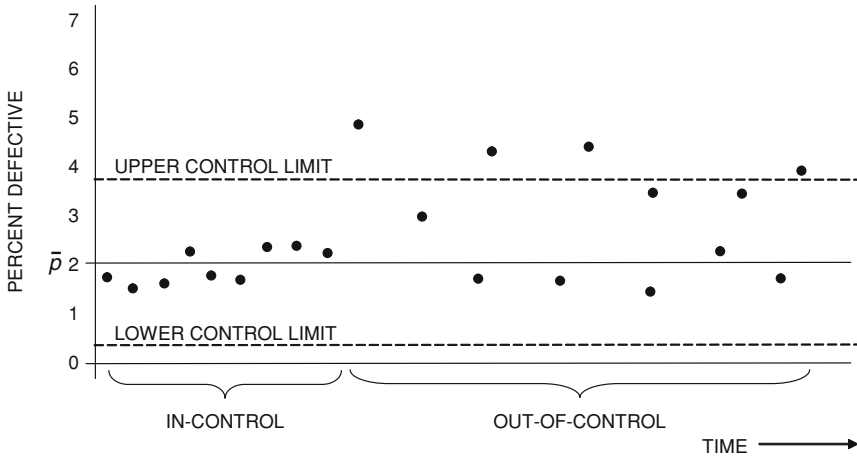 7
6
5
4
3
2
1
0
PERCENT DEFECTIVE
p̄
UPPER CONTROL LIMIT
LOWER CONTROL LIMIT
IN-CONTROL
OUT-OF-CONTROL
TIME